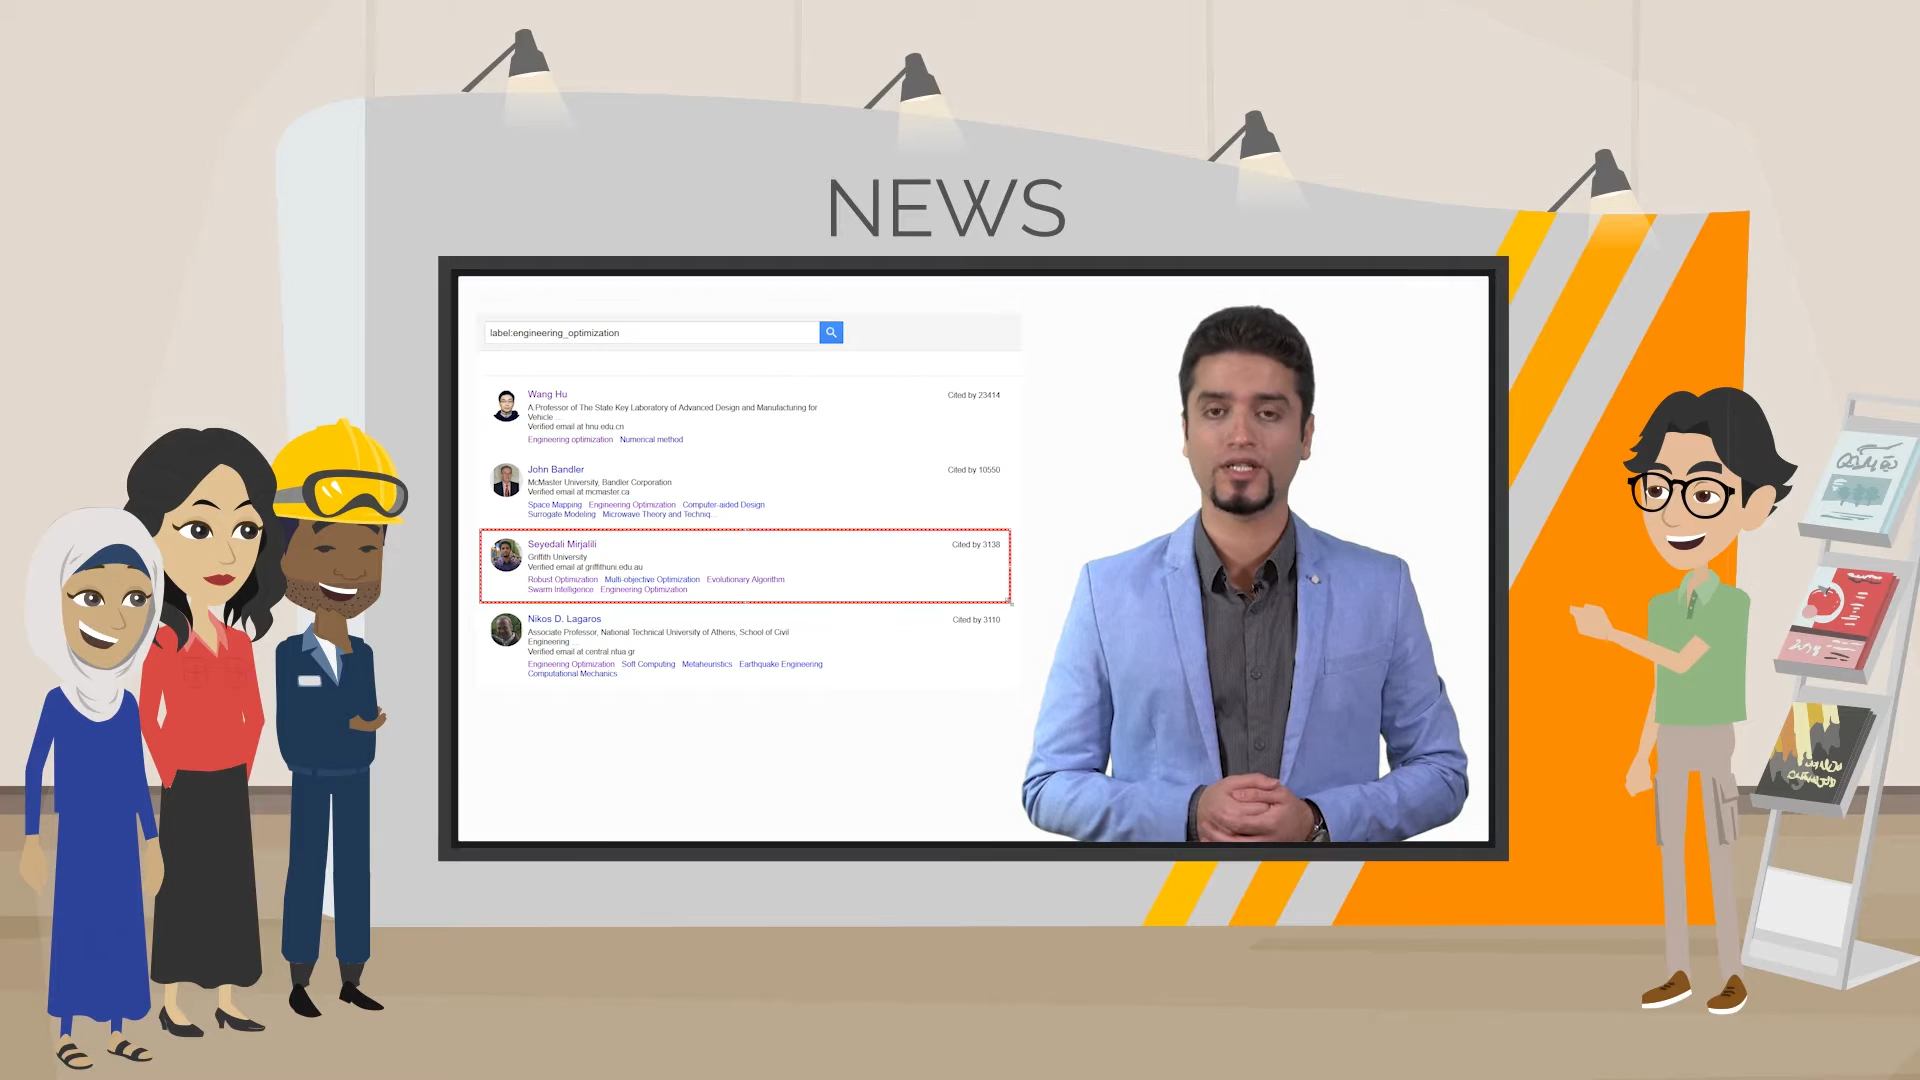 NEWS
label:engineering_optimization
Wang Hu
Cited by 23414
A Professor of The State Key Laboratory of Advanced Design and Manufacturing for
Vehicle ...
Verified email at hnu.edu.cn
Engineering optimization Numerical method
John Bandler
Cited by 10550
McMaster University, Bandler Corporation
Verified email at mcmaster.ca
Space Mapping Engineering Optimization Computer-aided Design
Surrogate Modeling Microwave Theory and Techniq...
Seyedali Mirjalili
Cited by 3138
Griffith University
Verified email at griffithuni.edu.au
Robust Optimization Multi-objective Optimization Evolutionary Algorithm
Swarm Intelligence Engineering Optimization
Nikos D. Lagaros
Cited by 3110
Associate Professor, National Technical University of Athens, School of Civil
Engineering ...
Verified email at central.ntua.gr
Engineering Optimization Soft Computing Metaheuristics Earthquake Engineering
Computational Mechanics